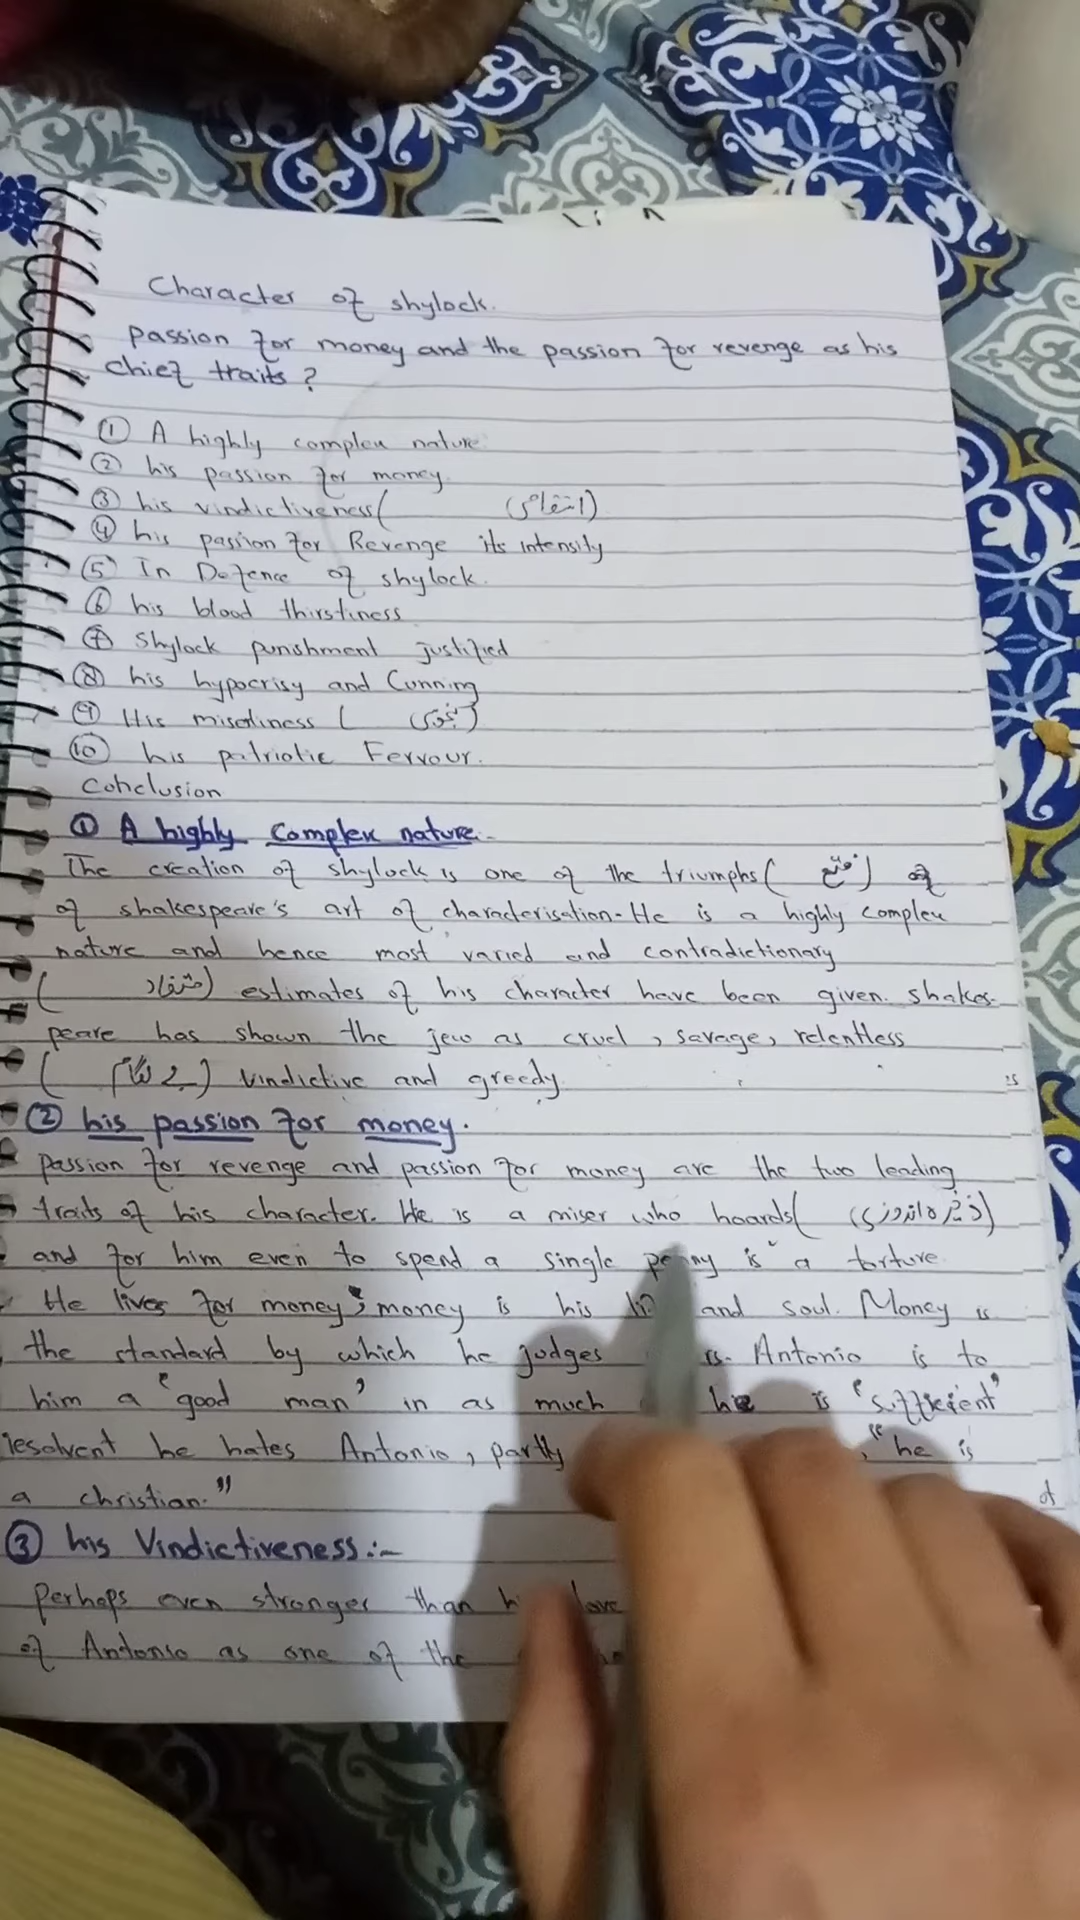 Character of shylock.
Passion for money and the passion for revenge as his
chief traits?
① A highly complex nature
② his passion for money.
③ his vindictiveness( انتقامی)
④ his passion for Revenge its intensity
⑤ In Defence of shylock.
⑥ his blood thirstiness
⑦ Shylock punishment justified
⑧ his hypocrisy and Cunning
⑨ His miserliness ( کنجوسی)
⑩ his patriotic Fervour.
Conclusion
① A highly Complex nature.-
The creation of shylock is one of the triumphs( فتح) of
of shakespeare's art of characterisation. He is a highly complex
nature and hence most varied and contradictionary
( متضاد) estimates of his character have been given. shakes-
peare has shown the jew as cruel, savage, relentless
( بے لگام) vindictive and greedy.
② his passion for money.
Passion for revenge and passion for money are the two leading
traits of his character. He is a miser who hoards( ذخیرہ اندوزی)
and for him even to spend a single penny is a torture.
He lives for money; money is his and soul. Money is
the standard by which he judges Antonio is to
him a "good man" in as much he is "sufficient"
he hates Antonio, partly "he is
a christian."
③ his Vindictiveness:-
Perhaps even stronger than love
of Antonio as one of the